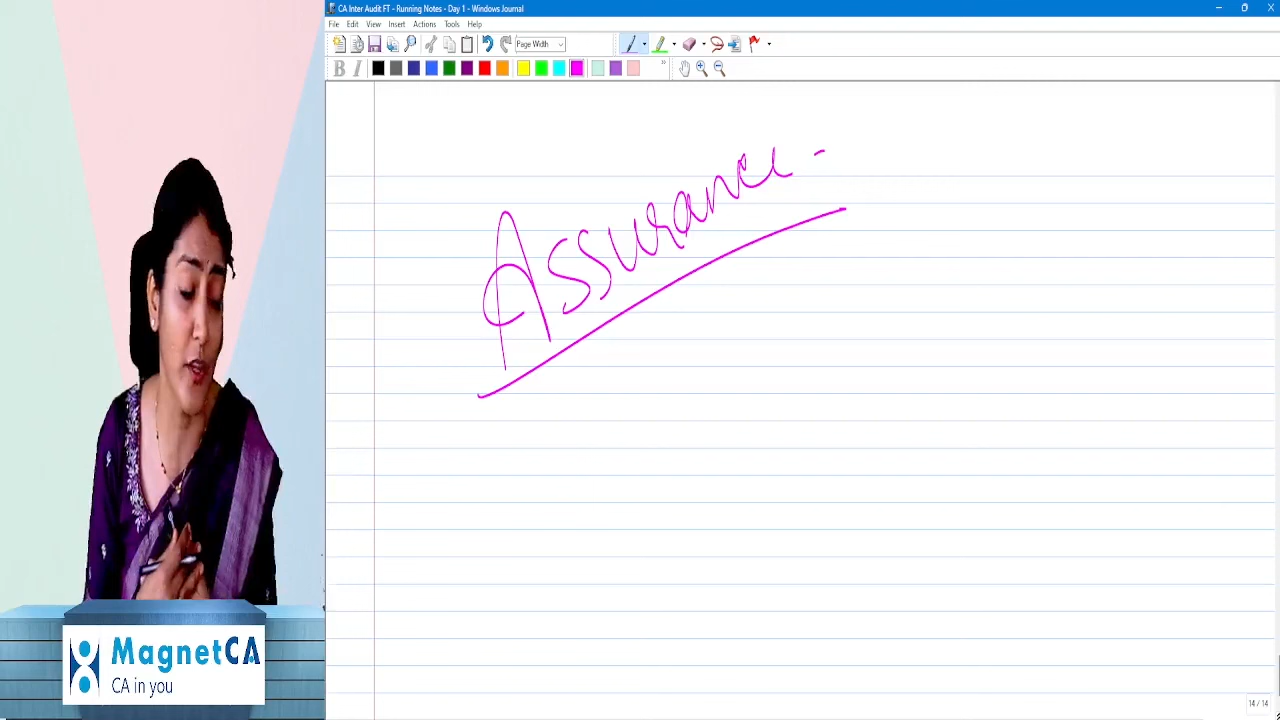 CA Inter Audit FT - Running Notes - Day 1 - Windows Journal
File Edit View Insert Actions Tools Help
Page Width
B I
Assurance -
MagnetCA
CA in you
14 / 14